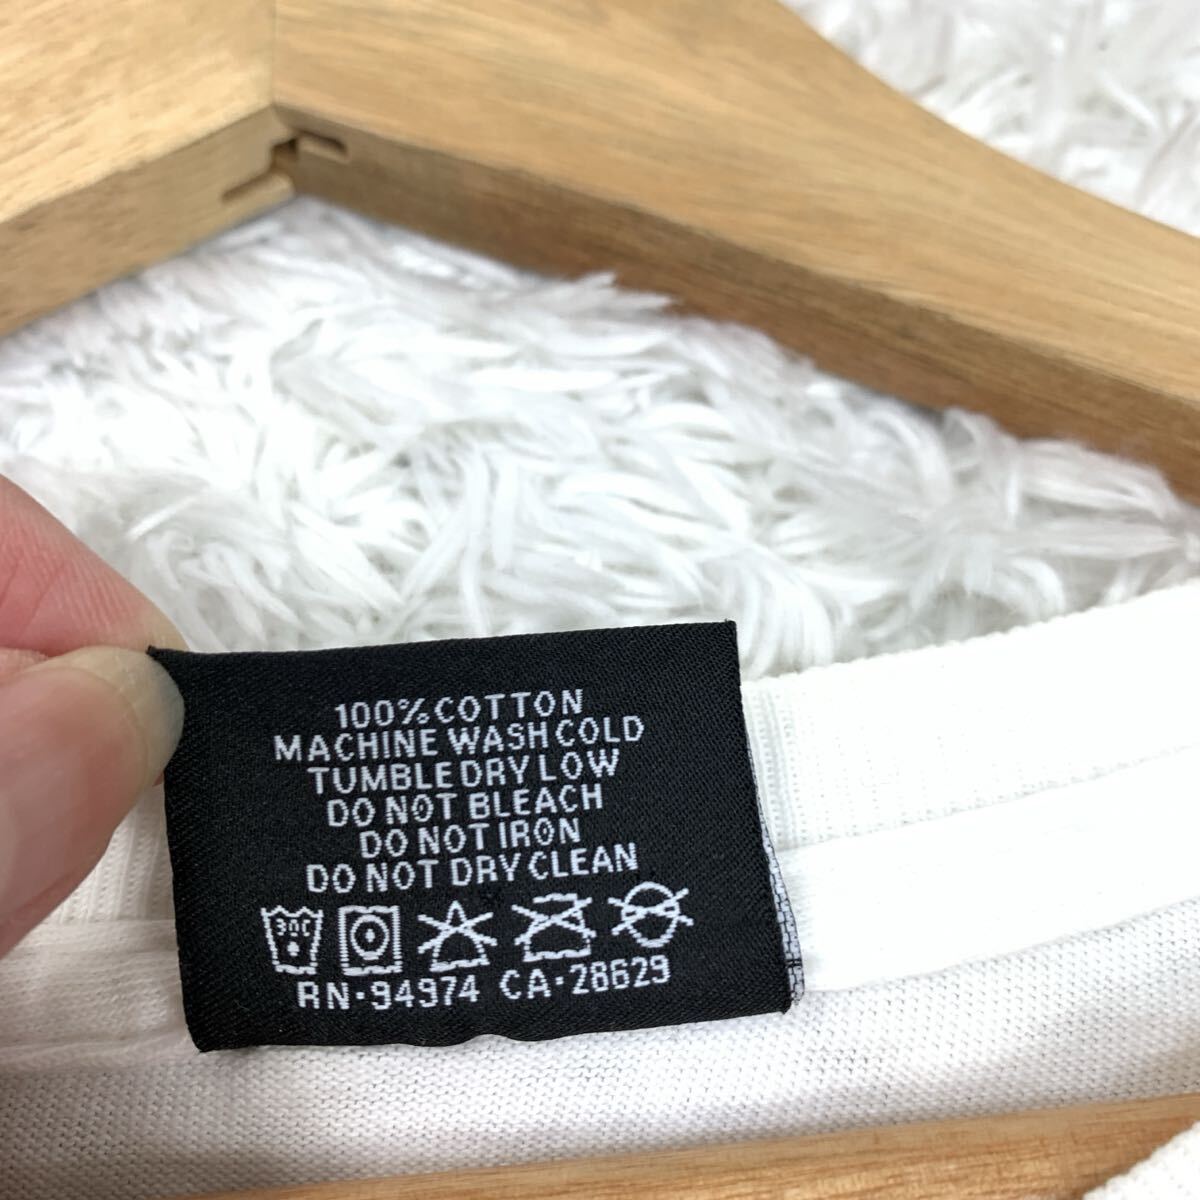 100% COTTON
MACHINE WASH COLD
TUMBLE DRY LOW
DO NOT BLEACH
DO NOT IRON
DO NOT DRY CLEAN
30C
RN·94974 CA·28629